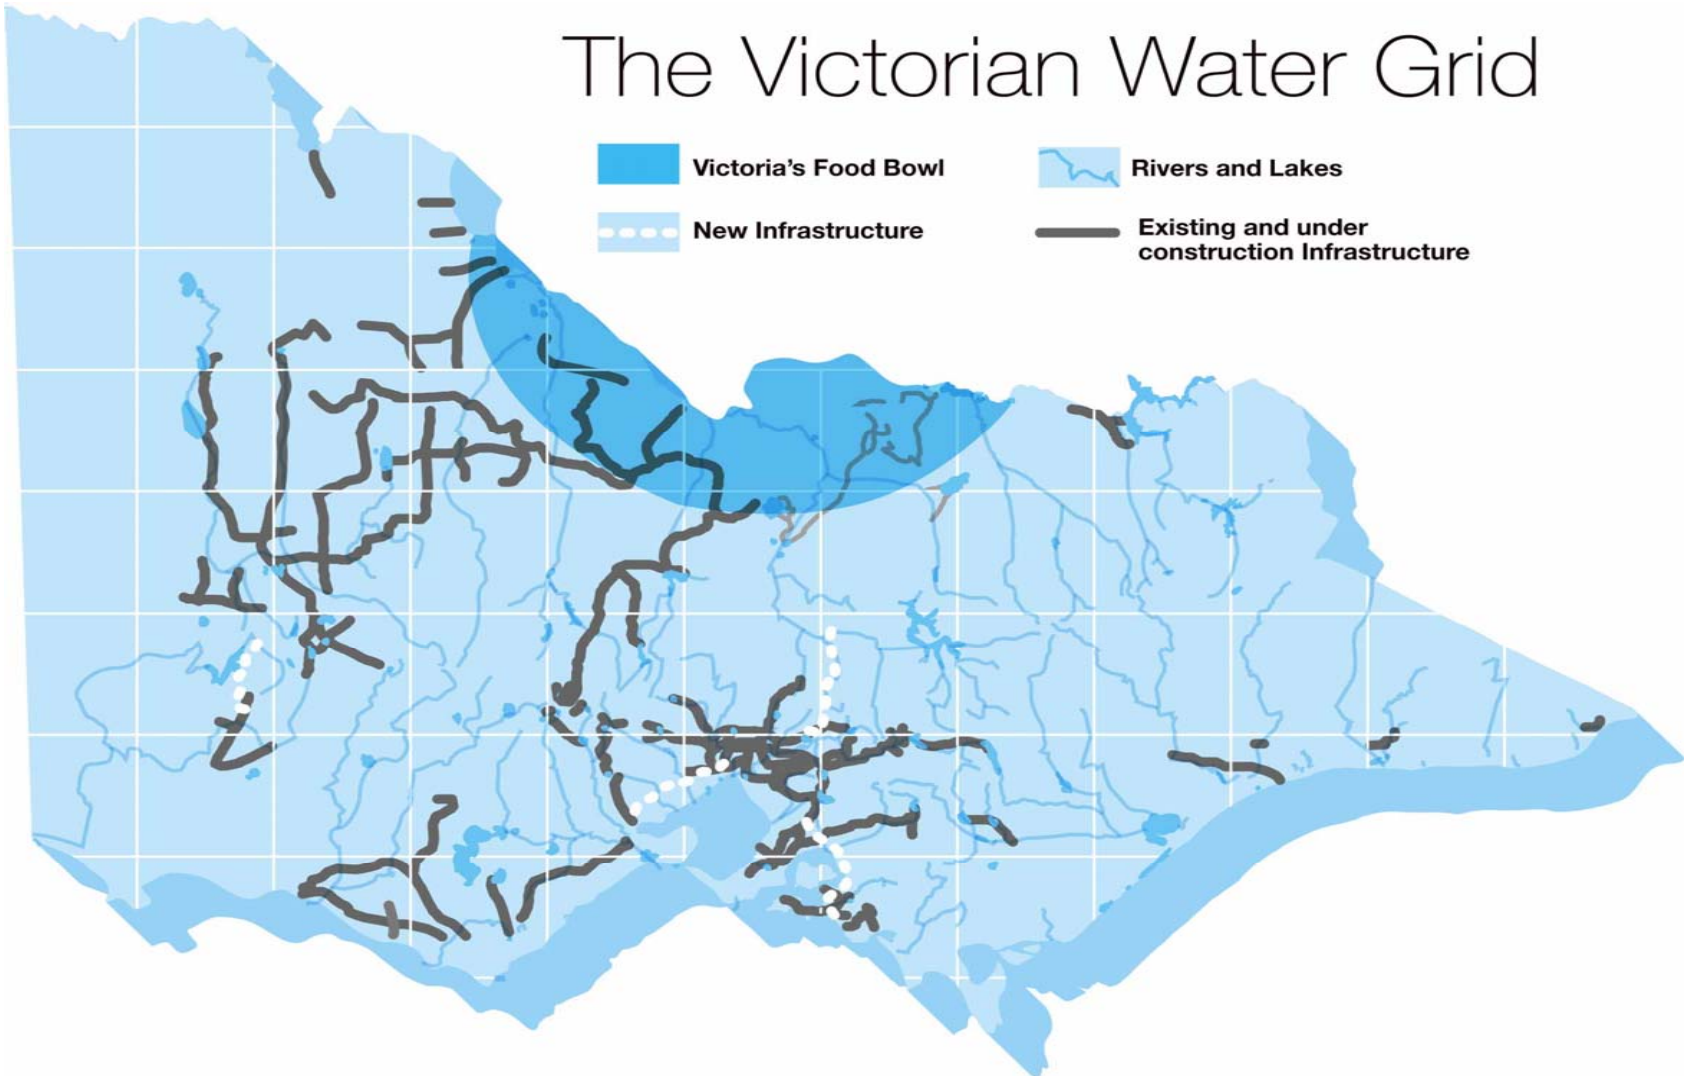 The Victorian Water Grid
Victoria's Food Bowl
Rivers and Lakes
New Infrastructure
Existing and under
construction Infrastructure